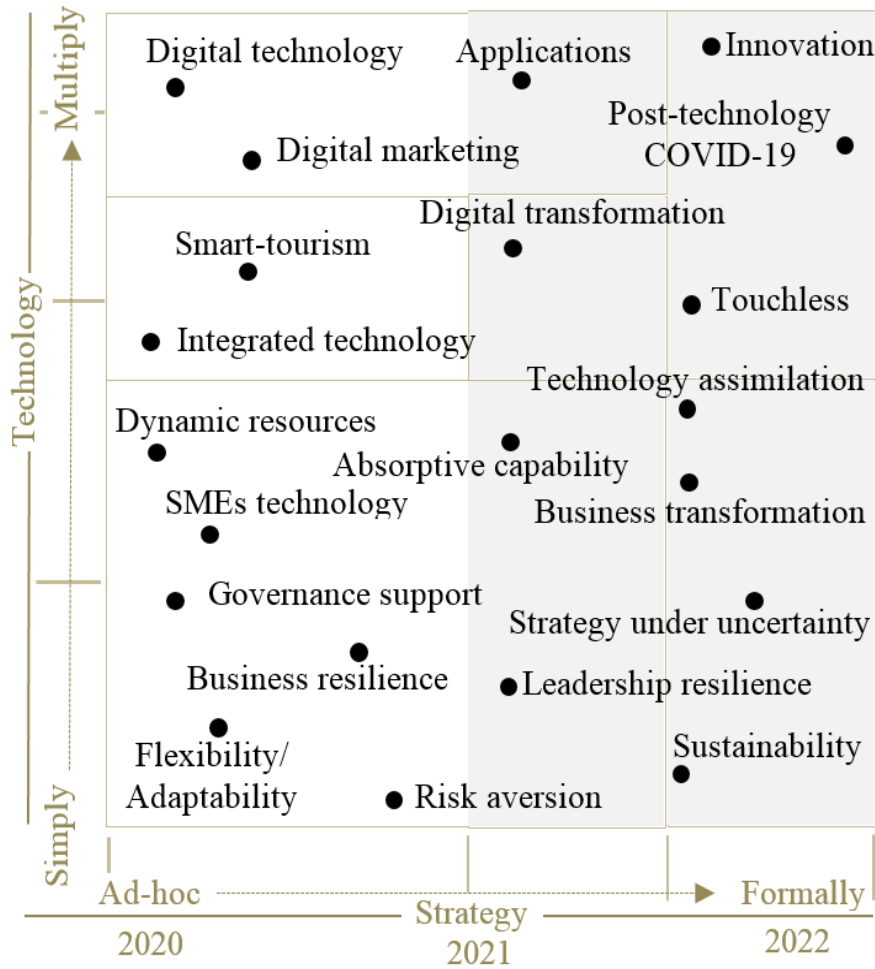 Multiply
Technology
Simply
Digital technology
Applications
Innovation
Digital marketing
Post-technology
COVID-19
Smart-tourism
Digital transformation
Integrated technology
Touchless
Dynamic resources
Technology assimilation
Absorptive capability
SMEs technology
Business transformation
Governance support
Strategy under uncertainty
Business resilience
Leadership resilience
Flexibility/
Adaptability
Risk aversion
Sustainability
Ad-hoc
Strategy
Formally
2020
2021
2022